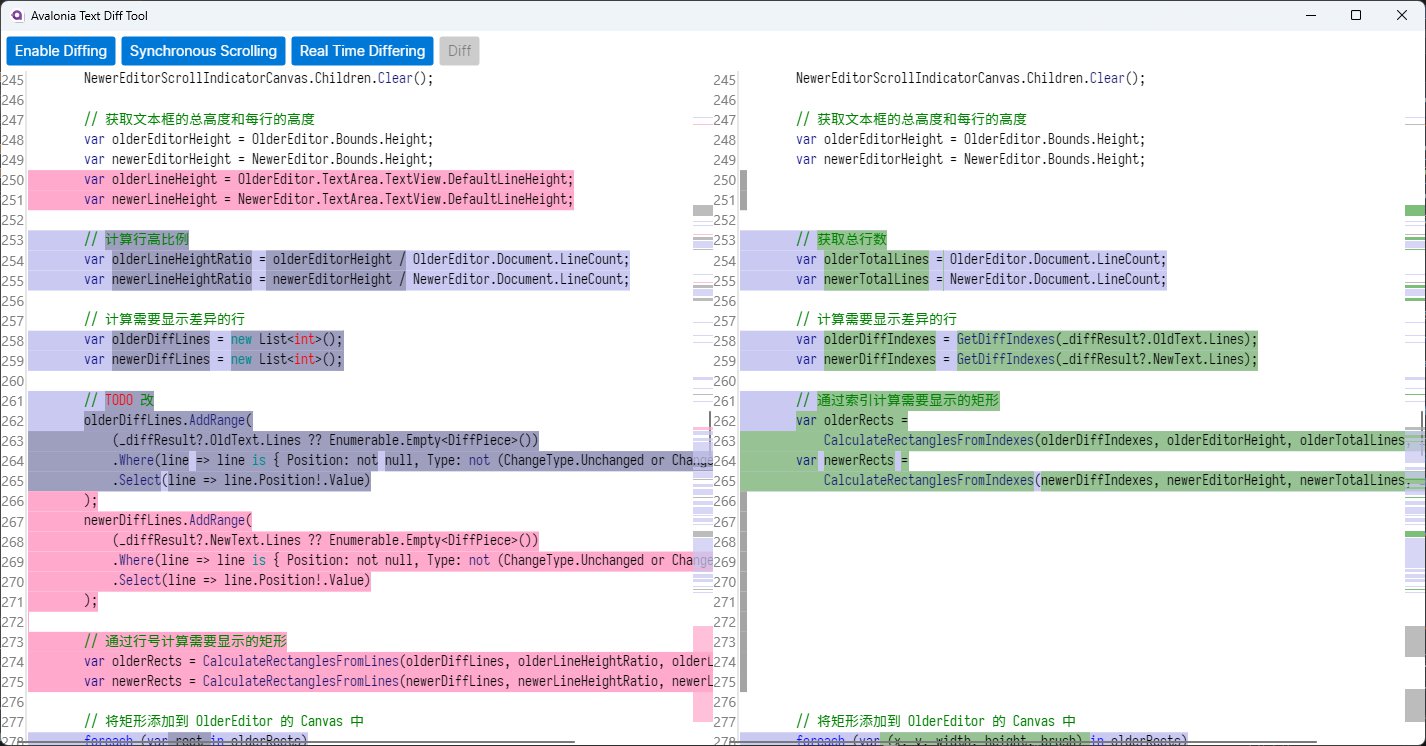 Avalonia Text Diff Tool
Enable Diffing Synchronous Scrolling Real Time Differing Diff
245 NewerEditorScrollIndicatorCanvas.Children.Clear();
246
247 // 获取文本框的总高度和每行的高度
248 var olderEditorHeight = OlderEditor.Bounds.Height;
249 var newerEditorHeight = NewerEditor.Bounds.Height;
250 var olderLineHeight = OlderEditor.TextArea.TextView.DefaultLineHeight;
251 var newerLineHeight = NewerEditor.TextArea.TextView.DefaultLineHeight;
252
253 // 计算行高比例
254 var olderLineHeightRatio = olderEditorHeight / OlderEditor.Document.LineCount;
255 var newerLineHeightRatio = newerEditorHeight / NewerEditor.Document.LineCount;
256
257 // 计算需要显示差异的行
258 var olderDiffLines = new List<int>();
259 var newerDiffLines = new List<int>();
260
261 // TODO 改
262 olderDiffLines.AddRange(
263 (_diffResult?.OldText.Lines ?? Enumerable.Empty<DiffPiece>())
264 .Where(line => line is { Position: not null, Type: not (ChangeType.Unchanged or Change
265 .Select(line => line.Position!.Value)
266 );
267 newerDiffLines.AddRange(
268 (_diffResult?.NewText.Lines ?? Enumerable.Empty<DiffPiece>())
269 .Where(line => line is { Position: not null, Type: not (ChangeType.Unchanged or Change
270 .Select(line => line.Position!.Value)
271 );
272
273 // 通过行号计算需要显示的矩形
274 var olderRects = CalculateRectanglesFromLines(olderDiffLines, olderLineHeightRatio, olderL
275 var newerRects = CalculateRectanglesFromLines(newerDiffLines, newerLineHeightRatio, newerL
276
277 // 将矩形添加到 OlderEditor 的 Canvas 中
278 foreach (var rect in olderRects)
245 NewerEditorScrollIndicatorCanvas.Children.Clear();
246
247 // 获取文本框的总高度和每行的高度
248 var olderEditorHeight = OlderEditor.Bounds.Height;
249 var newerEditorHeight = NewerEditor.Bounds.Height;
250
251
252
253 // 获取总行数
254 var olderTotalLines = OlderEditor.Document.LineCount;
255 var newerTotalLines = NewerEditor.Document.LineCount;
256
257 // 计算需要显示差异的行
258 var olderDiffIndexes = GetDiffIndexes(_diffResult?.OldText.Lines);
259 var newerDiffIndexes = GetDiffIndexes(_diffResult?.NewText.Lines);
260
261 // 通过索引计算需要显示的矩形
262 var olderRects =
263 CalculateRectanglesFromIndexes(olderDiffIndexes, olderEditorHeight, olderTotalLines,
264 var newerRects =
265 CalculateRectanglesFromIndexes(newerDiffIndexes, newerEditorHeight, newerTotalLines,
266
267
268
269
270
271
272
273
274
275
276
277 // 将矩形添加到 OlderEditor 的 Canvas 中
278 foreach (var (x, y, width, height, brush) in olderRects)